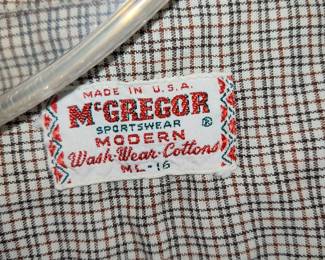 MADE IN U.S.A.
McGREGOR
SPORTSWEAR ®
MODERN
Wash-Wear-Cottons
ML-16